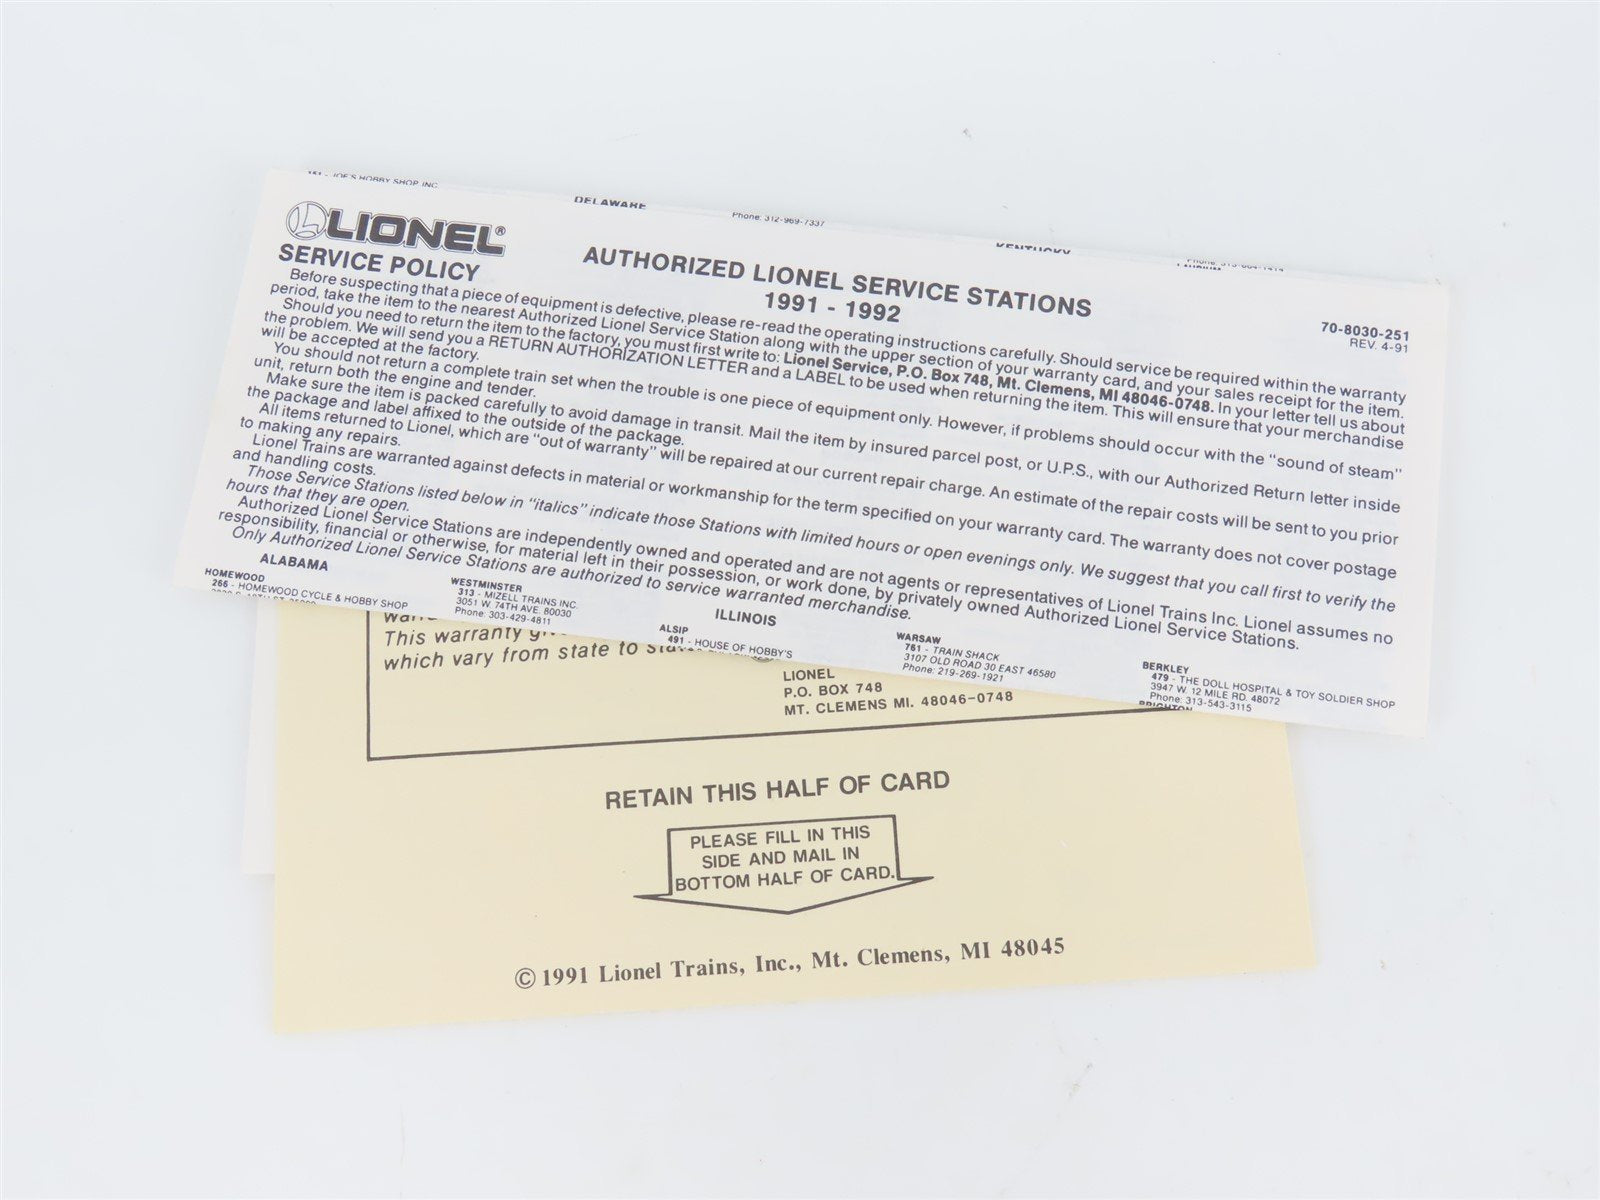 151 - JOE'S HOBBY SHOP INC.
DELAWARE
Phone: 312-969-7337
KENTUCKY
LIONEL®
SERVICE POLICY
AUTHORIZED LIONEL SERVICE STATIONS
1991 - 1992
70-8030-251
REV. 4-91
Before suspecting that a piece of equipment is defective, please re-read the operating instructions carefully. Should service be required within the warranty
period, take the item to the nearest Authorized Lionel Service Station along with the upper section of your warranty card, and your sales receipt for the item.
Should you need to return the item to the factory, you must first write to: Lionel Service, P.O. Box 748, Mt. Clemens, MI 48046-0748. In your letter tell us about
the problem. We will send you a RETURN AUTHORIZATION LETTER and a LABEL to be used when returning the item. This will ensure that your merchandise
will be accepted at the factory.
You should not return a complete train set when the trouble is one piece of equipment only. However, if problems should occur with the "sound of steam"
unit, return both the engine and tender.
Make sure the item is packed carefully to avoid damage in transit. Mail the item by insured parcel post, or U.P.S., with our Authorized Return letter inside
the package and label affixed to the outside of the package.
All items returned to Lionel, which are "out of warranty" will be repaired at our current repair charge. An estimate of the repair costs will be sent to you prior
to making any repairs.
Lionel Trains are warranted against defects in material or workmanship for the term specified on your warranty card. The warranty does not cover postage
and handling costs.
Those Service Stations listed below in "italics" indicate those Stations with limited hours or open evenings only. We suggest that you call first to verify the
hours that they are open.
Authorized Lionel Service Stations are independently owned and operated and are not agents or representatives of Lionel Trains Inc. Lionel assumes no
responsibility, financial or otherwise, for material left in their possession, or work done, by privately owned Authorized Lionel Service Stations.
Only Authorized Lionel Service Stations are authorized to service warranted merchandise.
ALABAMA
HOMEWOOD
266 - HOMEWOOD CYCLE & HOBBY SHOP
WESTMINSTER
313 - MIZELL TRAINS INC.
3051 W. 74TH AVE. 80030
Phone: 303-429-4811
ILLINOIS
ALSIP
491 - HOUSE OF HOBBY'S
WARSAW
761 - TRAIN SHACK
3107 OLD ROAD 30 EAST 46580
Phone: 219-269-1921
BERKLEY
479 - THE DOLL HOSPITAL & TOY SOLDIER SHOP
3947 W. 12 MILE RD. 48072
Phone: 313-543-3115
BRIGHTON
This warranty
which vary from state to
LIONEL
P.O. BOX 748
MT. CLEMENS MI. 48046-0748
RETAIN THIS HALF OF CARD
PLEASE FILL IN THIS
SIDE AND MAIL IN
BOTTOM HALF OF CARD.
© 1991 Lionel Trains, Inc., Mt. Clemens, MI 48045